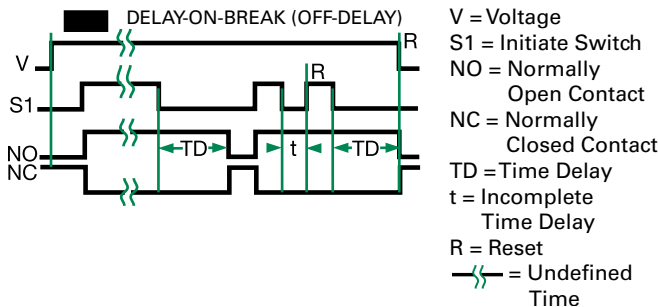 DELAY-ON-BREAK (OFF-DELAY)
V
R
S1
R
NO
NC
TD
t
TD
V = Voltage
S1 = Initiate Switch
NO = Normally
Open Contact
NC = Normally
Closed Contact
TD = Time Delay
t = Incomplete
Time Delay
R = Reset
= Undefined
Time